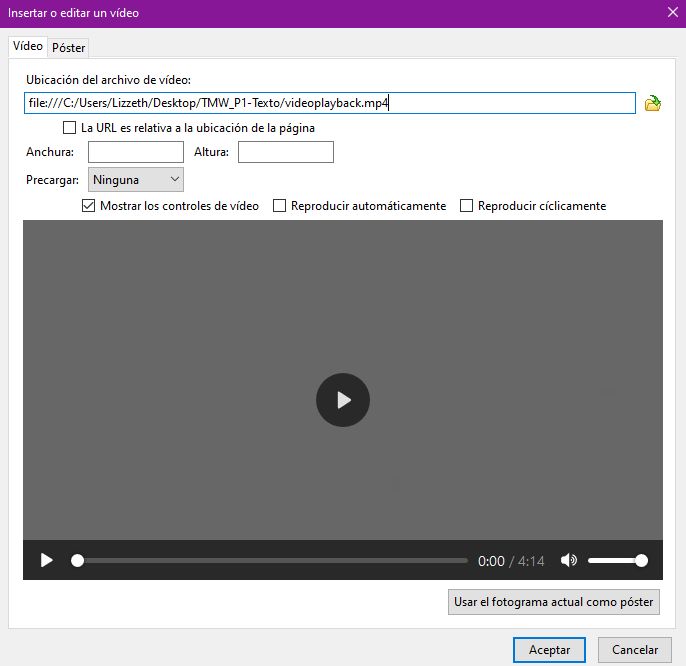 Insertar o editar un vídeo
Vídeo Póster
Ubicación del archivo de vídeo:
file:///C:/Users/Lizzeth/Desktop/TMW_P1-Texto/videoplayback.mp4
La URL es relativa a la ubicación de la página
Anchura: Altura:
Precargar: Ninguna
Mostrar los controles de vídeo Reproducir automáticamente Reproducir cíclicamente
0:00 / 4:14
Usar el fotograma actual como póster
Aceptar Cancelar